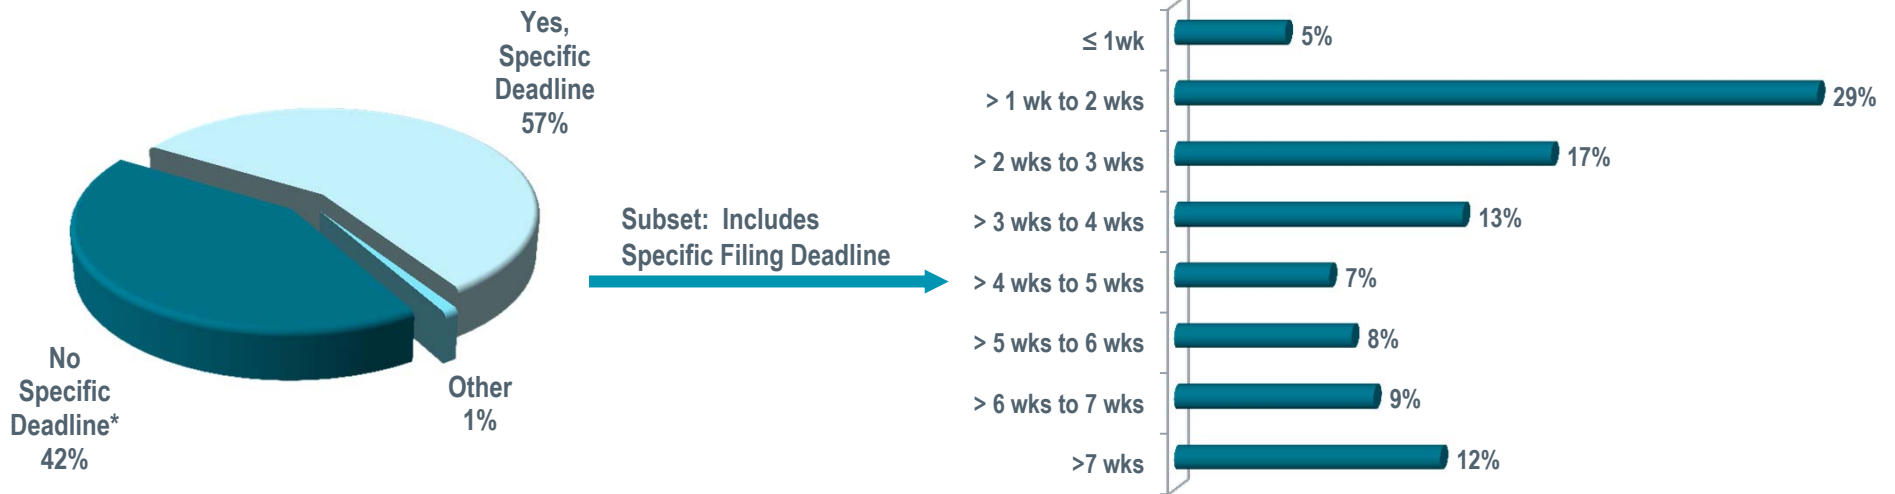 Yes,
Specific
Deadline
57%
No
Specific
Deadline*
42%
Other
1%
Subset: Includes
Specific Filing Deadline
≤ 1wk
5%
> 1 wk to 2 wks
29%
> 2 wks to 3 wks
17%
> 3 wks to 4 wks
13%
> 4 wks to 5 wks
7%
> 5 wks to 6 wks
8%
> 6 wks to 7 wks
9%
>7 wks
12%